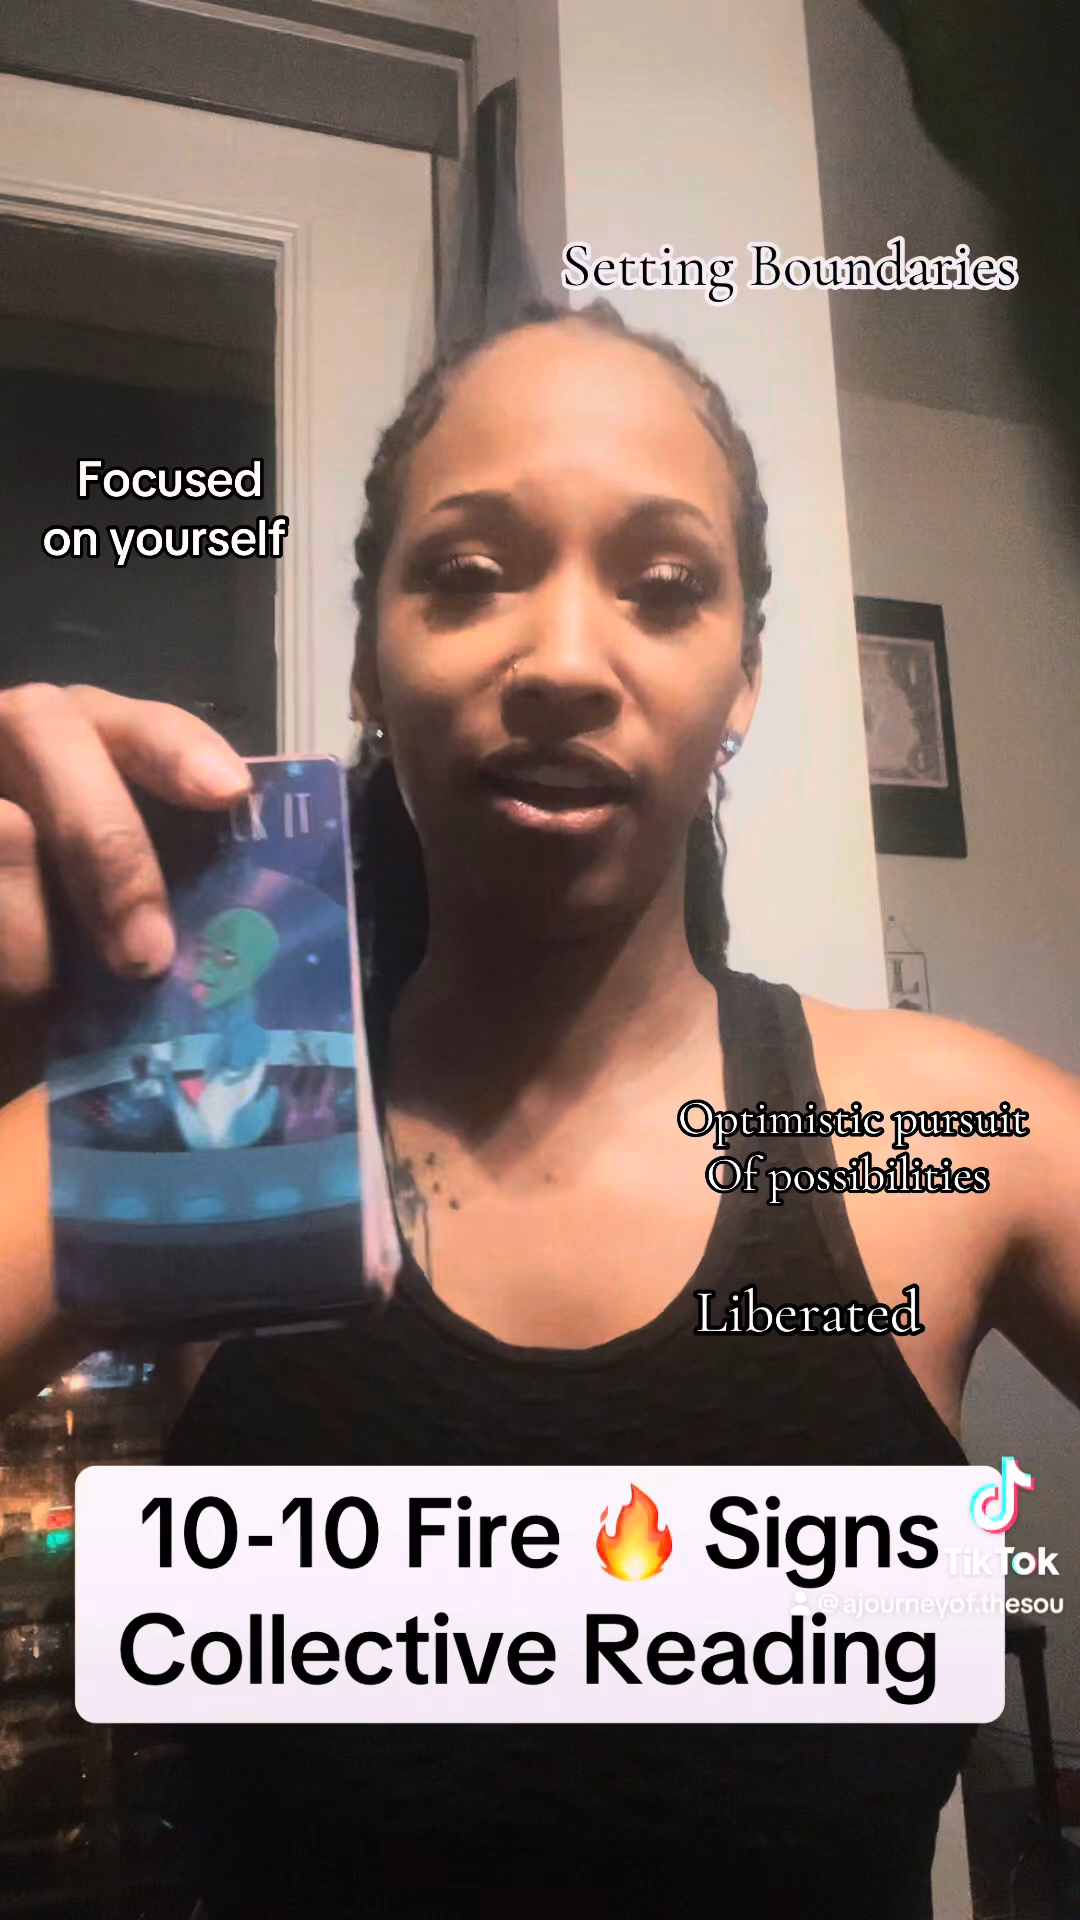 Setting Boundaries
Focused
on yourself
IT
Optimistic pursuit
Of possibilities
Liberated
10-10 Fire 🔥 Signs
Collective Reading
TikTok
@ajourneyof.thesou
L